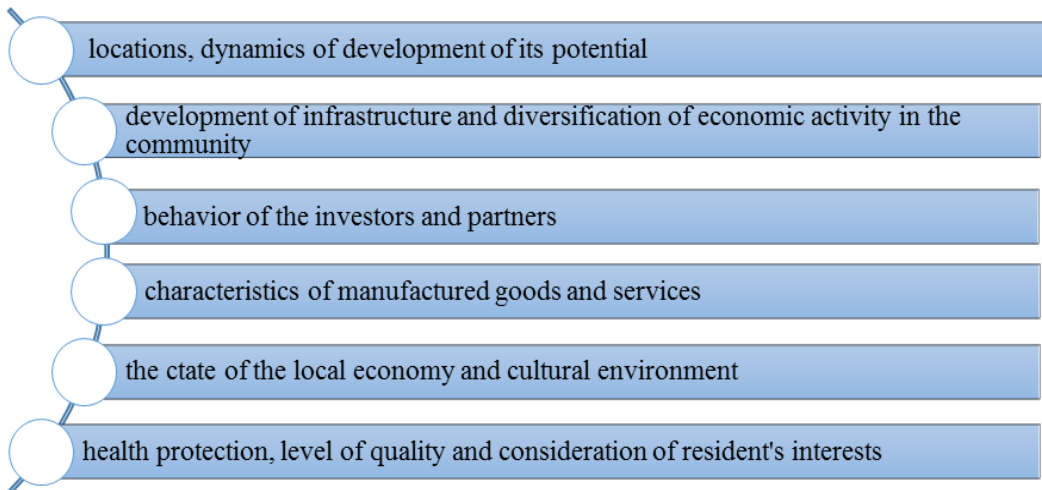 locations, dynamics of development of its potential
development of infrastructure and diversification of economic activity in the
community
behavior of the investors and partners
characteristics of manufactured goods and services
the ctate of the local economy and cultural environment
health protection, level of quality and consideration of resident's interests